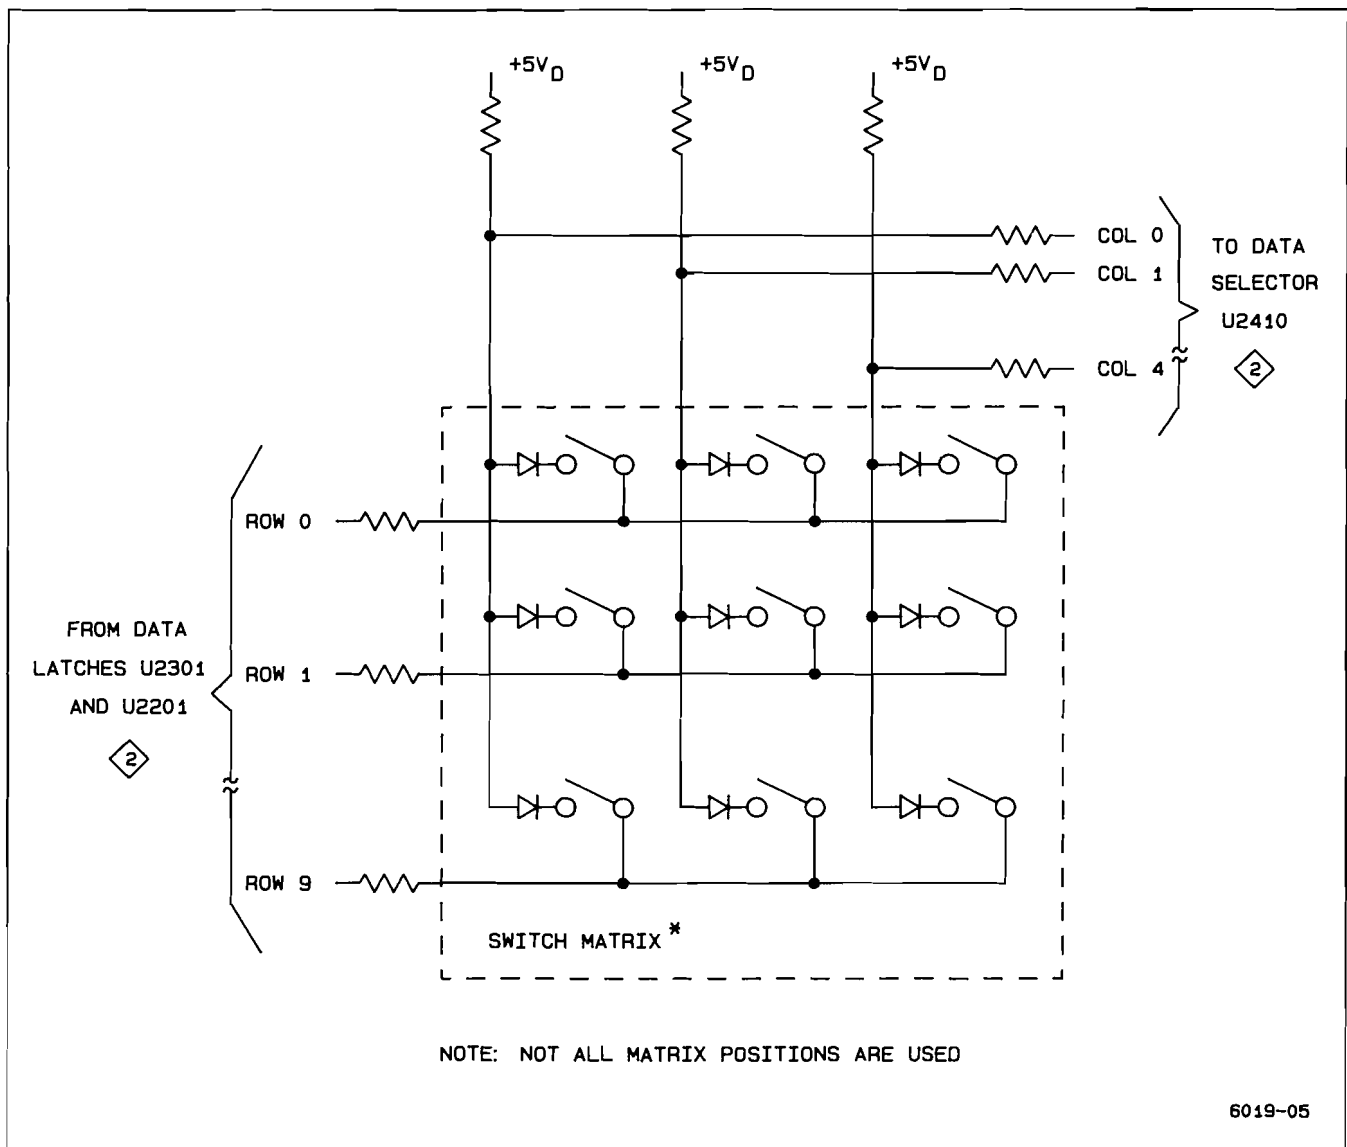 +5VD +5VD +5VD
COL 0
COL 1
COL 4
TO DATA
SELECTOR
U2410
2
ROW 0
ROW 1
ROW 9
FROM DATA
LATCHES U2301
AND U2201
2
SWITCH MATRIX*
NOTE: NOT ALL MATRIX POSITIONS ARE USED
6019-05